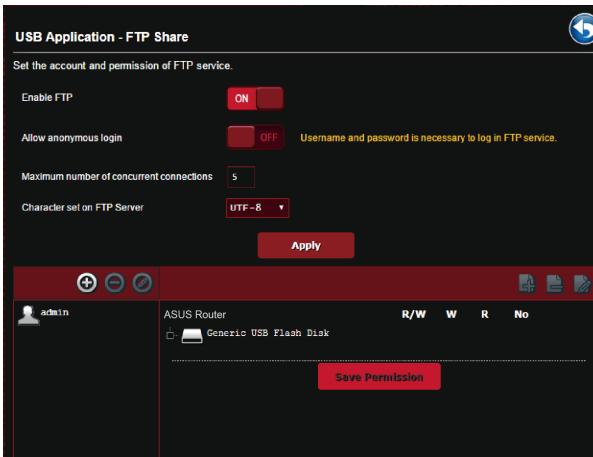 USB Application - FTP Share
Set the account and permission of FTP service.
Enable FTP
ON
Allow anonymous login
OFF
Username and password is necessary to log in FTP service.
Maximum number of concurrent connections
5
Character set on FTP Server
UTF-8
Apply
admin
ASUS Router R/W W R No
Generic USB Flash Disk
Save Permission